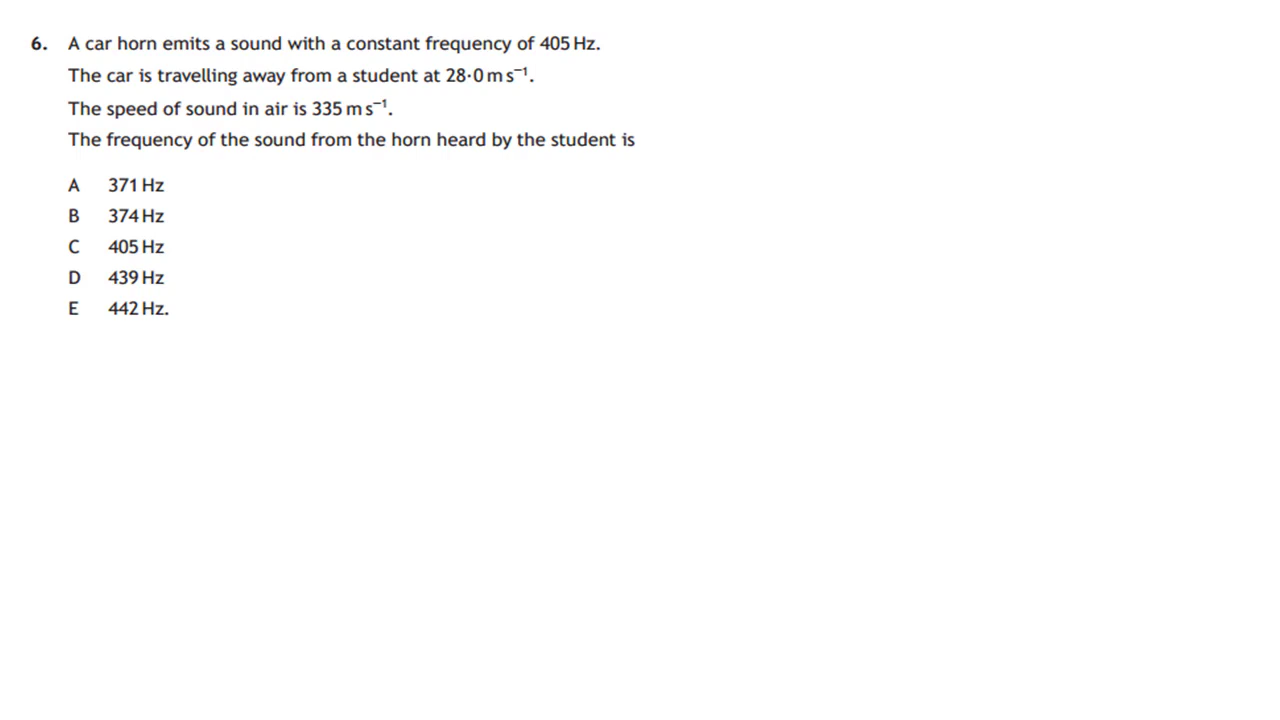 6. A car horn emits a sound with a constant frequency of 405 Hz.
The car is travelling away from a student at 28·0 m s⁻¹.
The speed of sound in air is 335 m s⁻¹.
The frequency of the sound from the horn heard by the student is
A 371 Hz
B 374 Hz
C 405 Hz
D 439 Hz
E 442 Hz.